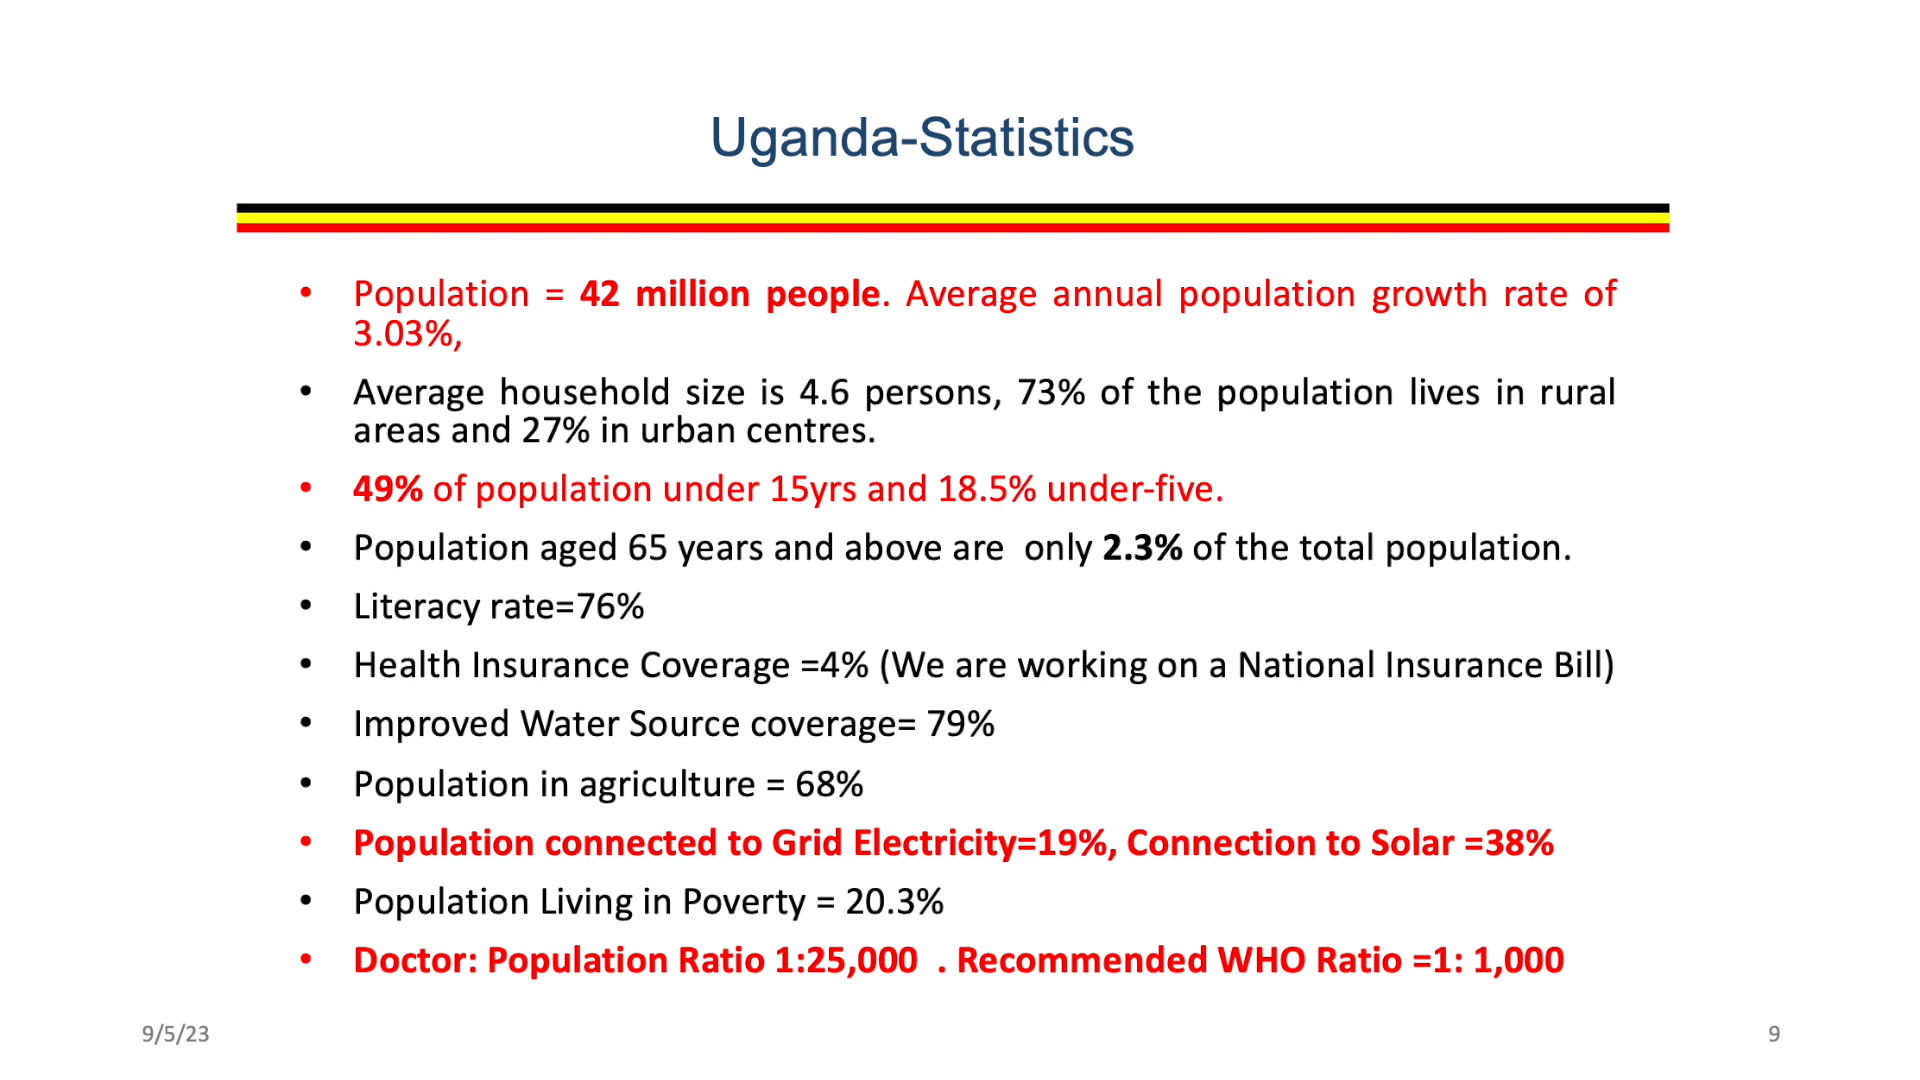 Uganda-Statistics
• Population = 42 million people. Average annual population growth rate of
3.03%,
• Average household size is 4.6 persons, 73% of the population lives in rural
areas and 27% in urban centres.
• 49% of population under 15yrs and 18.5% under-five.
• Population aged 65 years and above are  only 2.3% of the total population.
• Literacy rate=76%
• Health Insurance Coverage =4% (We are working on a National Insurance Bill)
• Improved Water Source coverage= 79%
• Population in agriculture = 68%
• Population connected to Grid Electricity=19%, Connection to Solar =38%
• Population Living in Poverty = 20.3%
• Doctor: Population Ratio 1:25,000  . Recommended WHO Ratio =1: 1,000
9/5/23
9